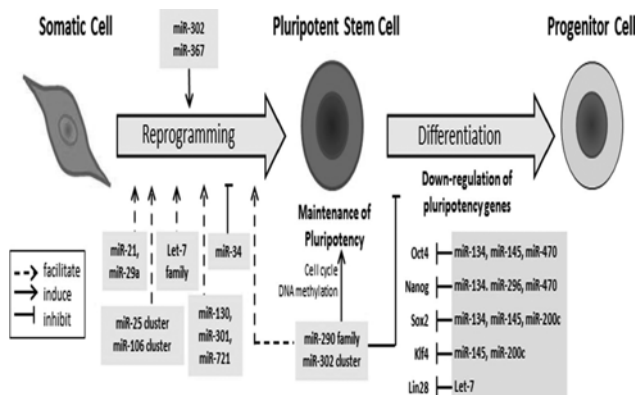 Somatic Cell
miR-302
miR-367
Pluripotent Stem Cell
Progenitor Cell
Reprogramming
Differentiation
Down-regulation of
pluripotency genes
Maintenance of
Pluripotency
Cell cycle
DNA methylation
facilitate
induce
inhibit
miR-21,
miR-29a
Let-7
family
miR-34
miR-25 cluster
miR-106 cluster
miR-130,
miR-301,
miR-721
miR-290 family
miR-302 cluster
Oct4 miR-134, miR-145, miR-470
Nanog miR-134. miR-296, miR-470
Sox2 miR-134, miR-145, miR-200c
Klf4 miR-145, miR-200c
Lin28 Let-7